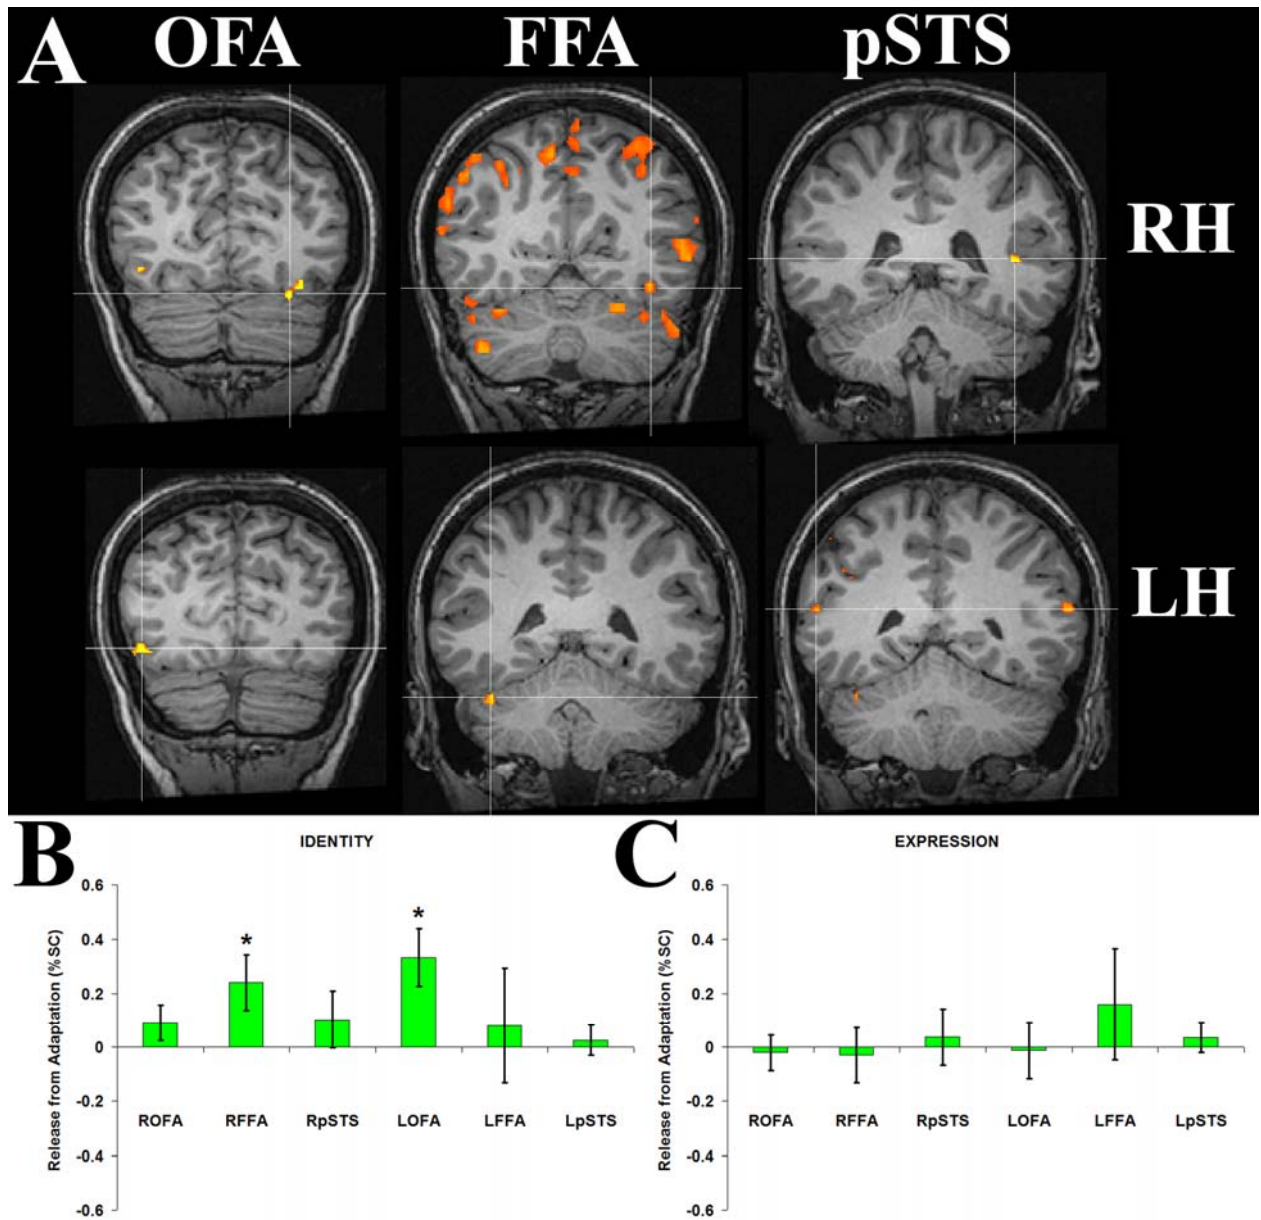 A OFA FFA pSTS
RH
LH
B IDENTITY
Release from Adaptation (%SC)
0.6
0.4
0.2
0
-0.2
-0.4
-0.6
*
*
ROFA RFFA RpSTS LOFA LFFA LpSTS
C EXPRESSION
Release from Adaptation (%SC)
0.6
0.4
0.2
0
-0.2
-0.4
-0.6
ROFA RFFA RpSTS LOFA LFFA LpSTS